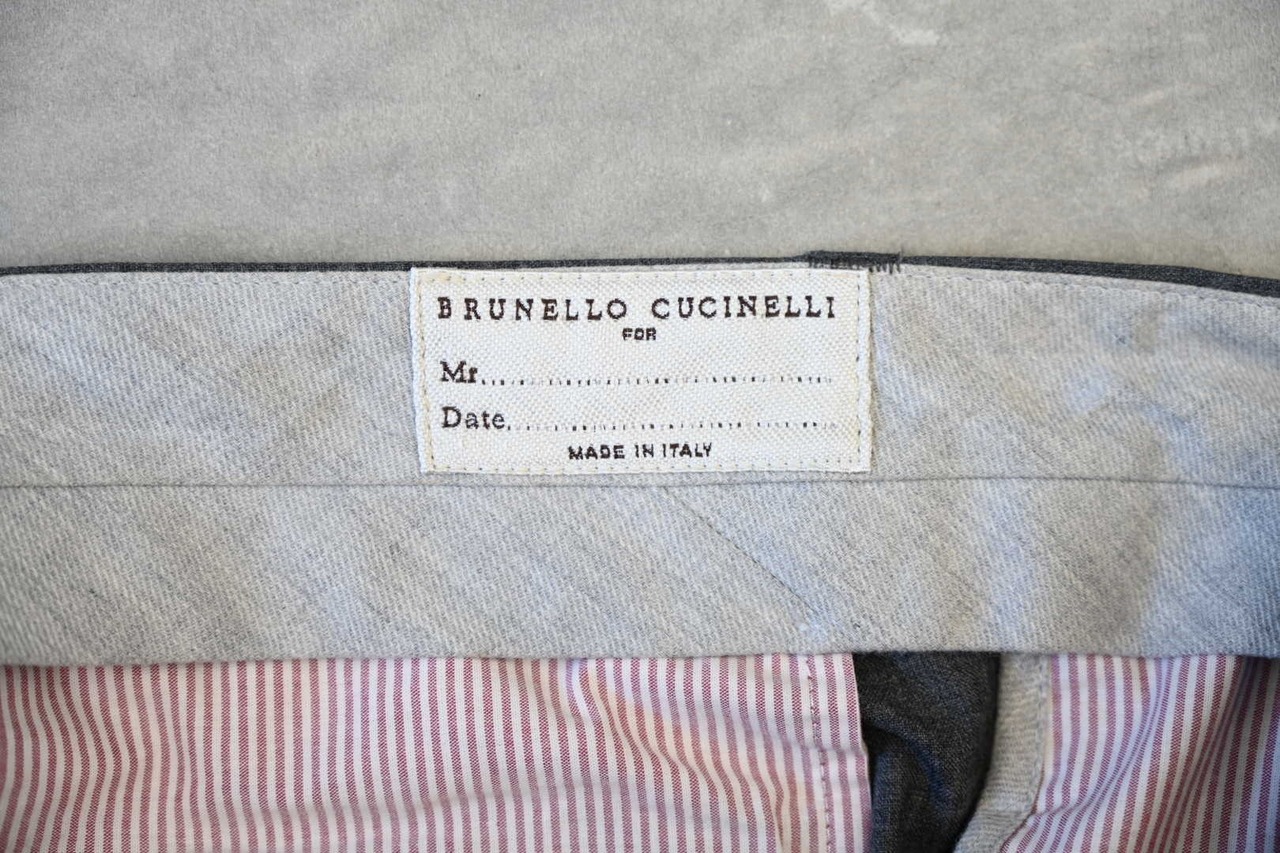 BRUNELLO CUCINELLI
FOR
Mr.
Date
MADE IN ITALY